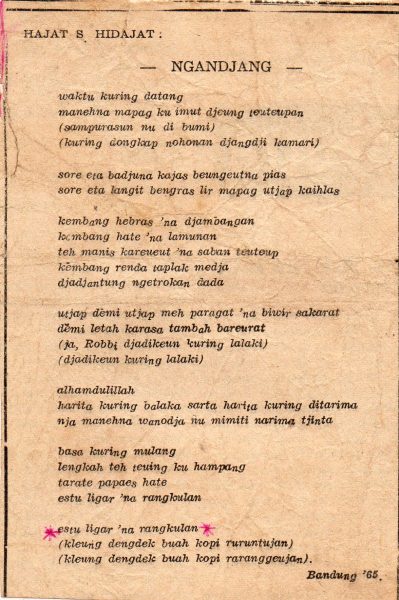 HAJAT S. HIDAJAT :
— NGANDJANG —
waktu kuring datang
manehna mapag ku imut djeung teuteupan
(sampurasun nu di bumi)
(kuring dongkap nohonan djangdji kamari)
sore eta badjuna kajas beungeutna pias
sore eta langit bengras lir mapag utjap kaihlas
kembang hebras 'na djambangan
kembang hate 'na lamunan
teh manis kareueut 'na saban teuteup
kĕmbang renda taplak medja
djadjantung ngetrokan dada
utjap dĕmi utjap meh paragat 'na biwir sakarat
dĕmi letah karasa tambah bareurat
(ja, Robbi djadikeun kuring lalaki)
(djadikeun kuring lalaki)
alhamdulillah
harita kuring balaka sarta harita kuring ditarima
nja manehna wanodja nu mimiti narima tjinta
basa kuring mulang
lengkah teh teuing ku hampang
tarate papaes hate
estu ligar 'na rangkulan
*estu ligar 'na rangkulan*
(kleung dengdek buah kopi ruruntujan)
(kleung dengdek buah kopi raranggeujan).
Bandung '65.